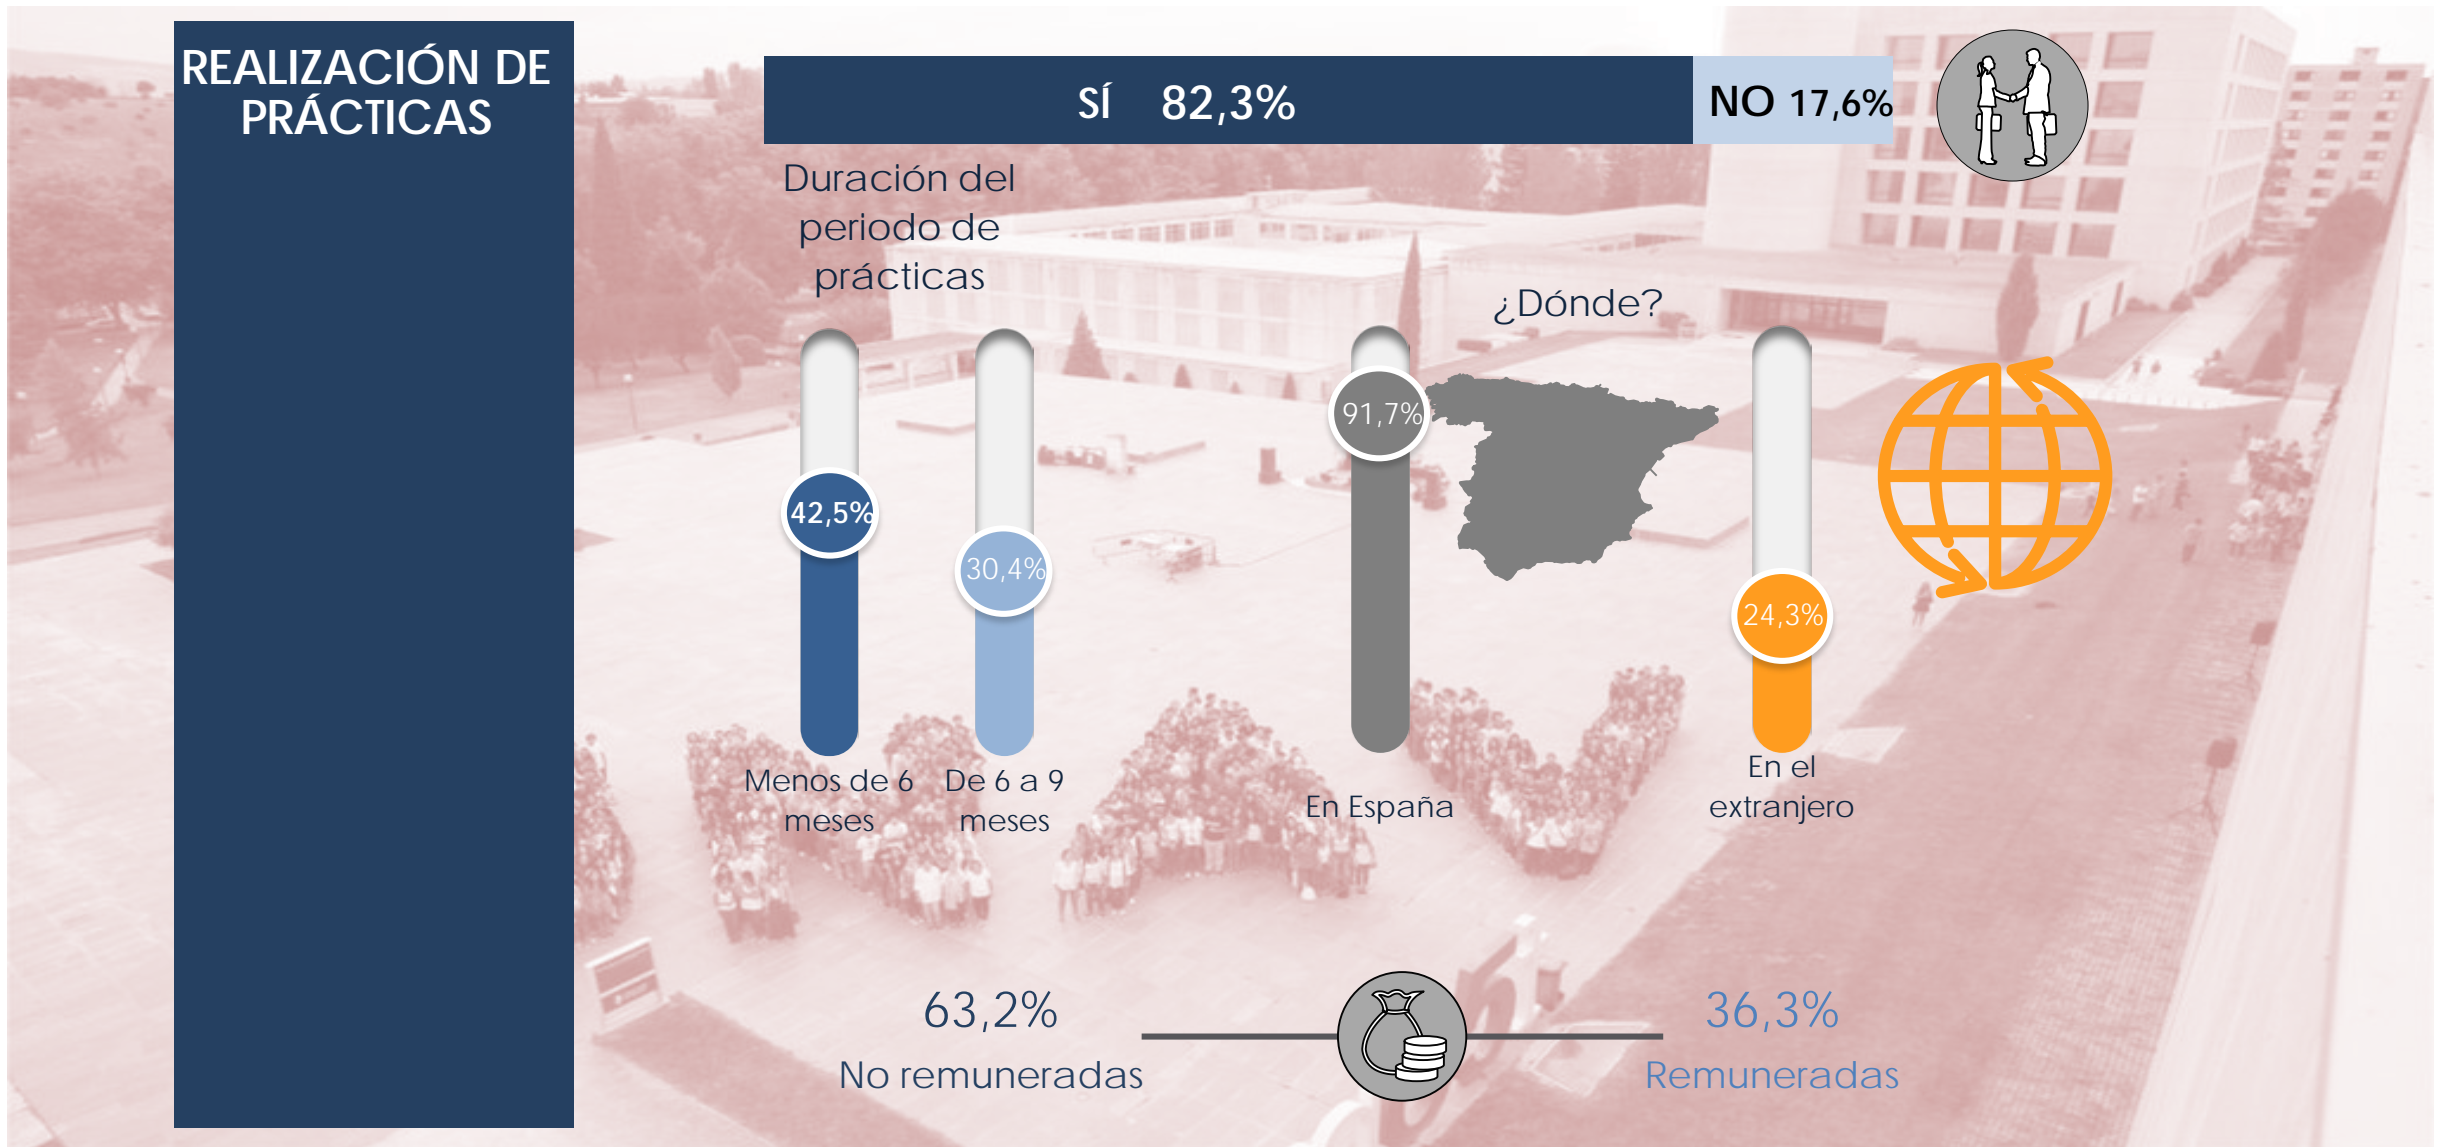 REALIZACIÓN DE
PRÁCTICAS
SÍ 82,3%
NO 17,6%
Duración del
periodo de
prácticas
¿Dónde?
42,5%
30,4%
91,7%
24,3%
Menos de 6
meses
De 6 a 9
meses
En España
En el
extranjero
63,2%
No remuneradas
36,3%
Remuneradas